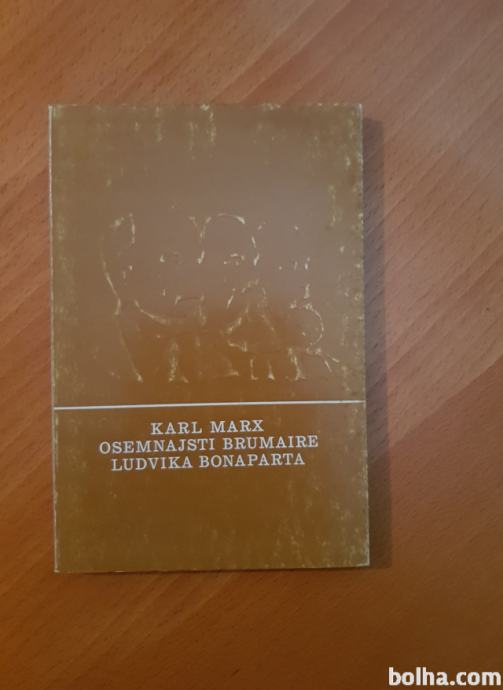 KARL MARX
OSEMNAJSTI BRUMAIRE
LUDVIKA BONAPARTA
bolha.com